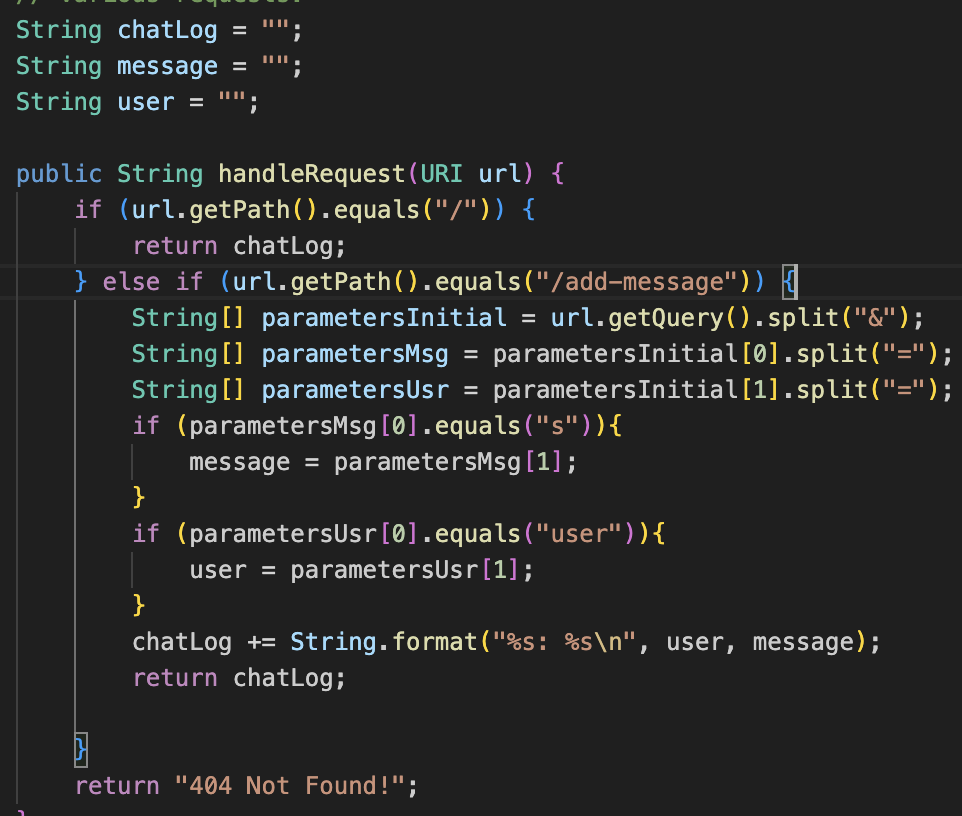 // various requests.
String chatLog = "";
String message = "";
String user = "";
public String handleRequest(URI url) {
if (url.getPath().equals("/")) {
return chatLog;
} else if (url.getPath().equals("/add-message")) {
String[] parametersInitial = url.getQuery().split("&");
String[] parametersMsg = parametersInitial[0].split("=");
String[] parametersUsr = parametersInitial[1].split("=");
if (parametersMsg[0].equals("s")){
message = parametersMsg[1];
}
if (parametersUsr[0].equals("user")){
user = parametersUsr[1];
}
chatLog += String.format("%s: %s\n", user, message);
return chatLog;
}
return "404 Not Found!";
}